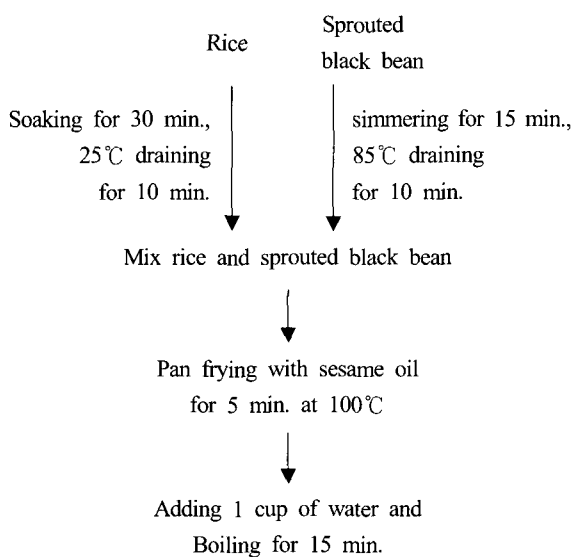 Rice
Sprouted
black bean
Soaking for 30 min.,
25℃ draining
for 10 min.
simmering for 15 min.,
85℃ draining
for 10 min.
Mix rice and sprouted black bean
Pan frying with sesame oil
for 5 min. at 100℃
Adding 1 cup of water and
Boiling for 15 min.